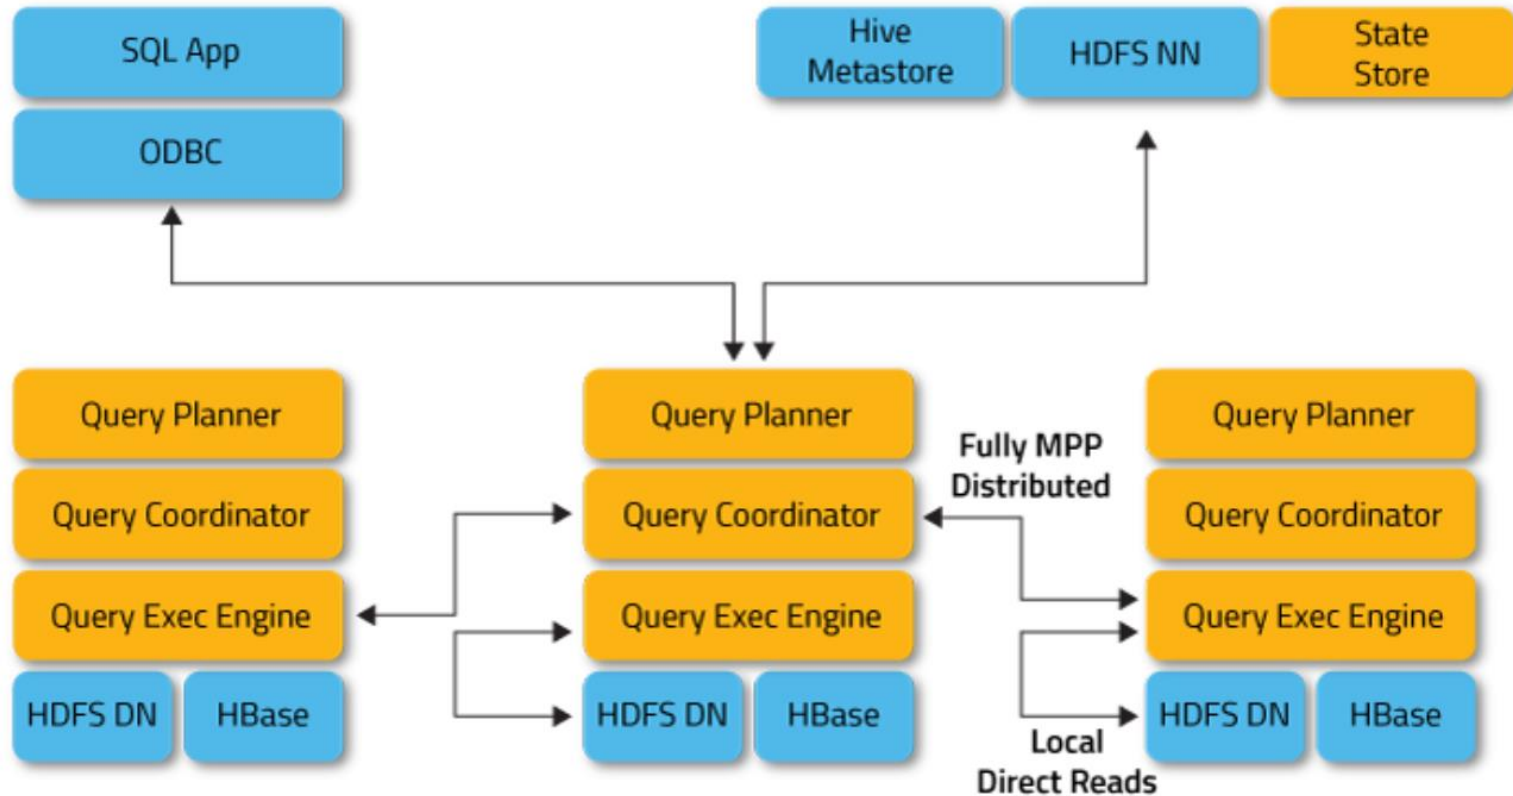 SQL App
ODBC
Hive
Metastore
HDFS NN
State
Store
Query Planner
Query Coordinator
Query Exec Engine
HDFS DN
HBase
Query Planner
Query Coordinator
Query Exec Engine
HDFS DN
HBase
Fully MPP
Distributed
Query Planner
Query Coordinator
Query Exec Engine
HDFS DN
HBase
Local
Direct Reads